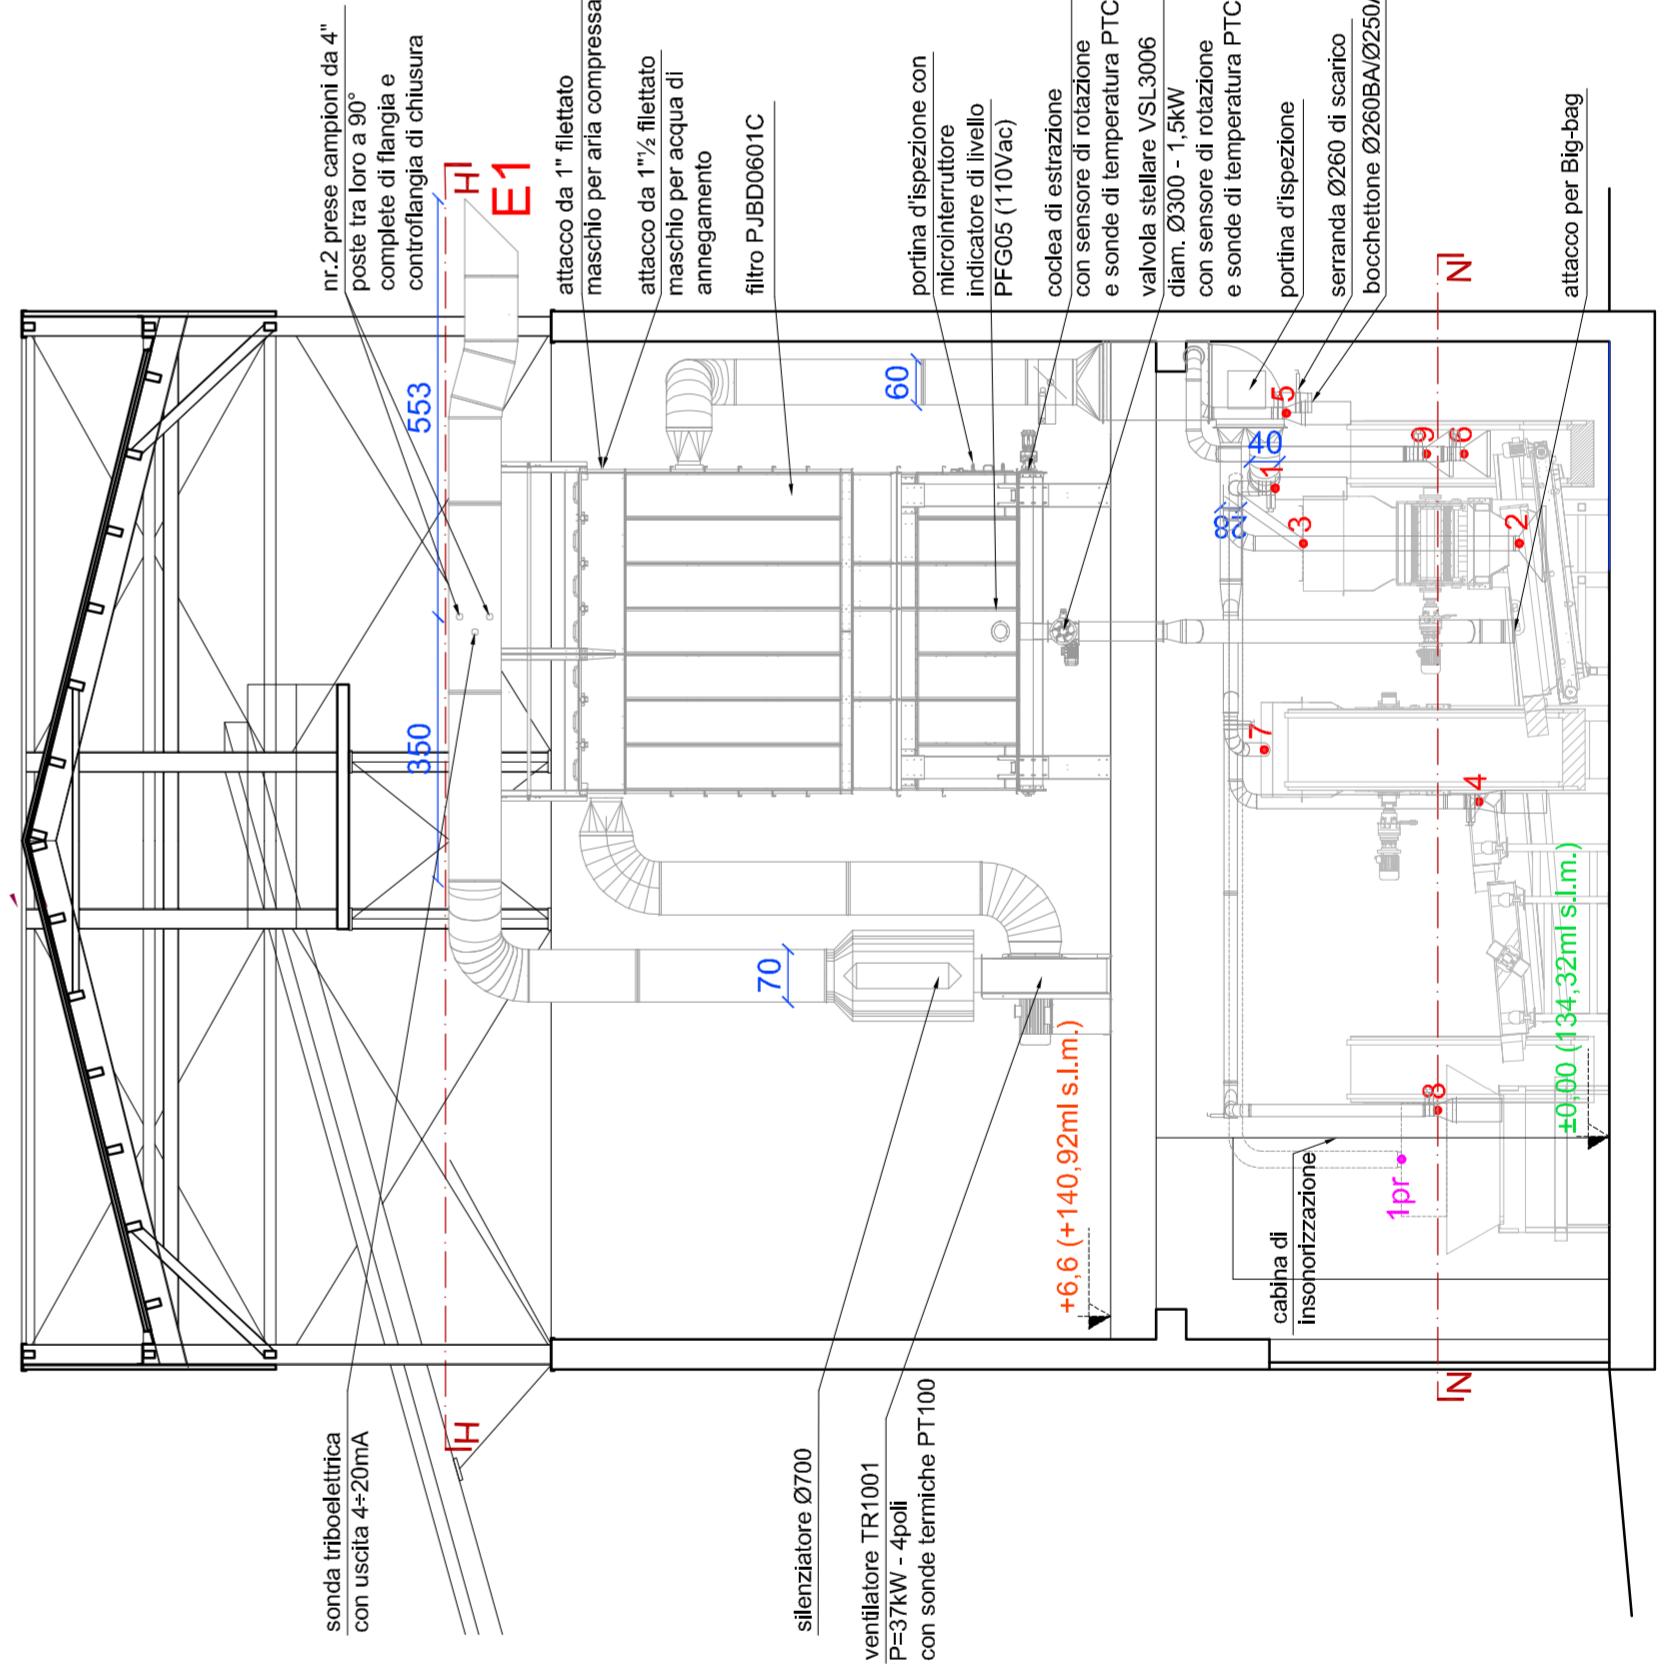 nr.2 prese campioni da 4"
poste tra loro a 90°
complete di flangia e
controflangia di chiusura
H
E1
553
350
attacco da 1" filettato
maschio per aria compressa
attacco da 1"½ filettato
maschio per acqua di
annegamento
filtro PJBD0601C
portina d'ispezione con
microinterruttore
indicatore di livello
PFG05 (110Vac)
coclea di estrazione
con sensore di rotazione
e sonde di temperatura PTC
valvola stellare VSL3006
diam. Ø300 - 1,5kW
con sensore di rotazione
e sonde di temperatura PTC
portina d'ispezione
serranda Ø260 di scarico
bocchettone Ø260BA/Ø250
N
attacco per Big-bag
60
40
28
5
9
6
1
3
2
7
4
8
1pr
70
+6,6 (+140,92ml s.l.m.)
±0,00 (134,32ml s.l.m.)
cabina di
insonorizzazione
H
N
sonda triboelettrica
con uscita 4÷20mA
silenziatore Ø700
ventilatore TR1001
P=37kW - 4poli
con sonde termiche PT100